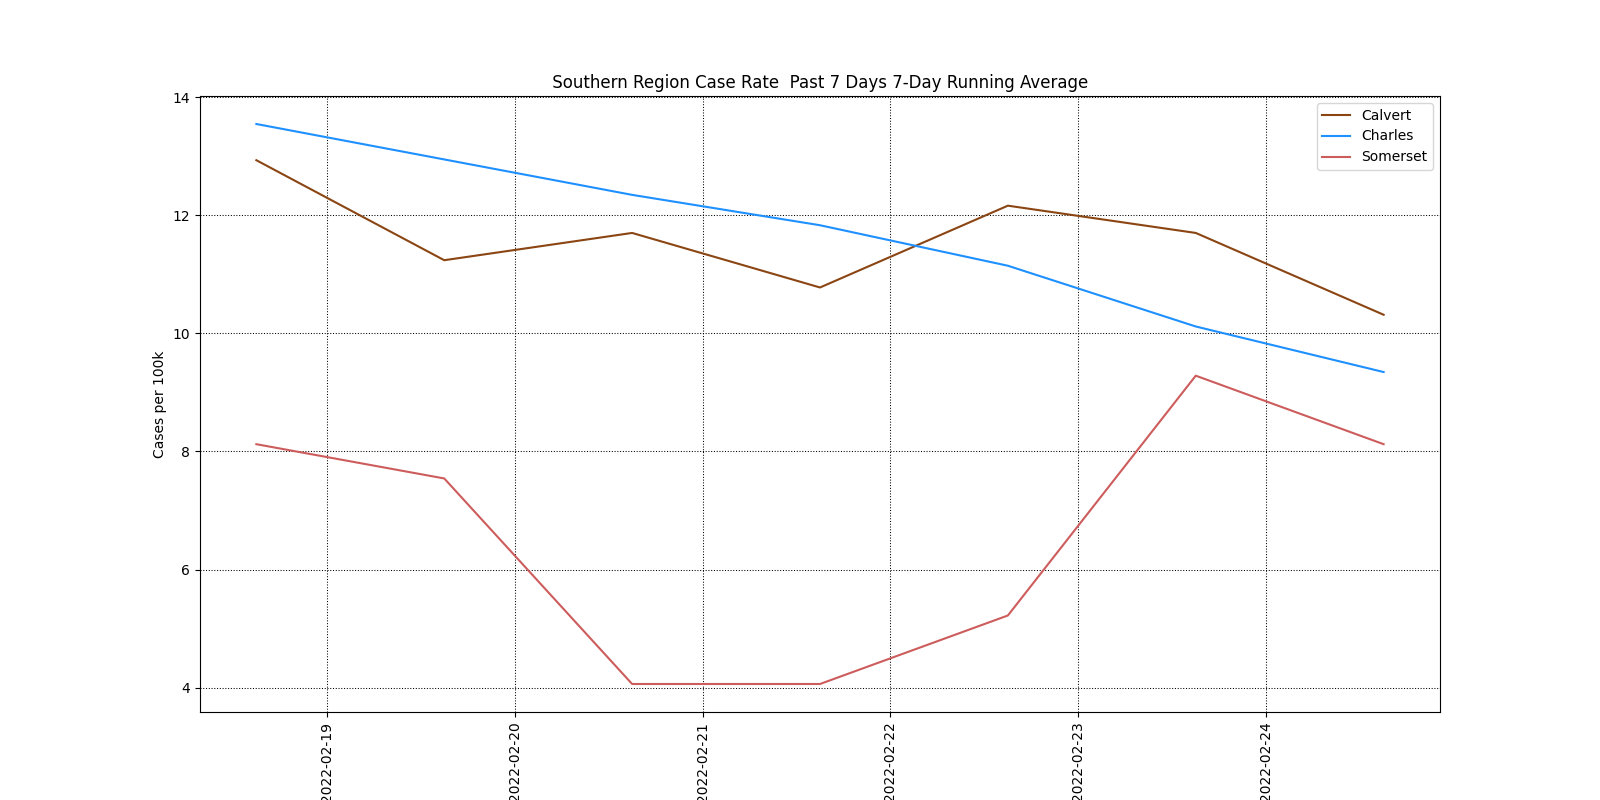 Southern Region Case Rate  Past 7 Days 7-Day Running Average
14
12
10
8
6
4
Cases per 100k
Calvert
Charles
Somerset
2022-02-19
2022-02-20
2022-02-21
2022-02-22
2022-02-23
2022-02-24